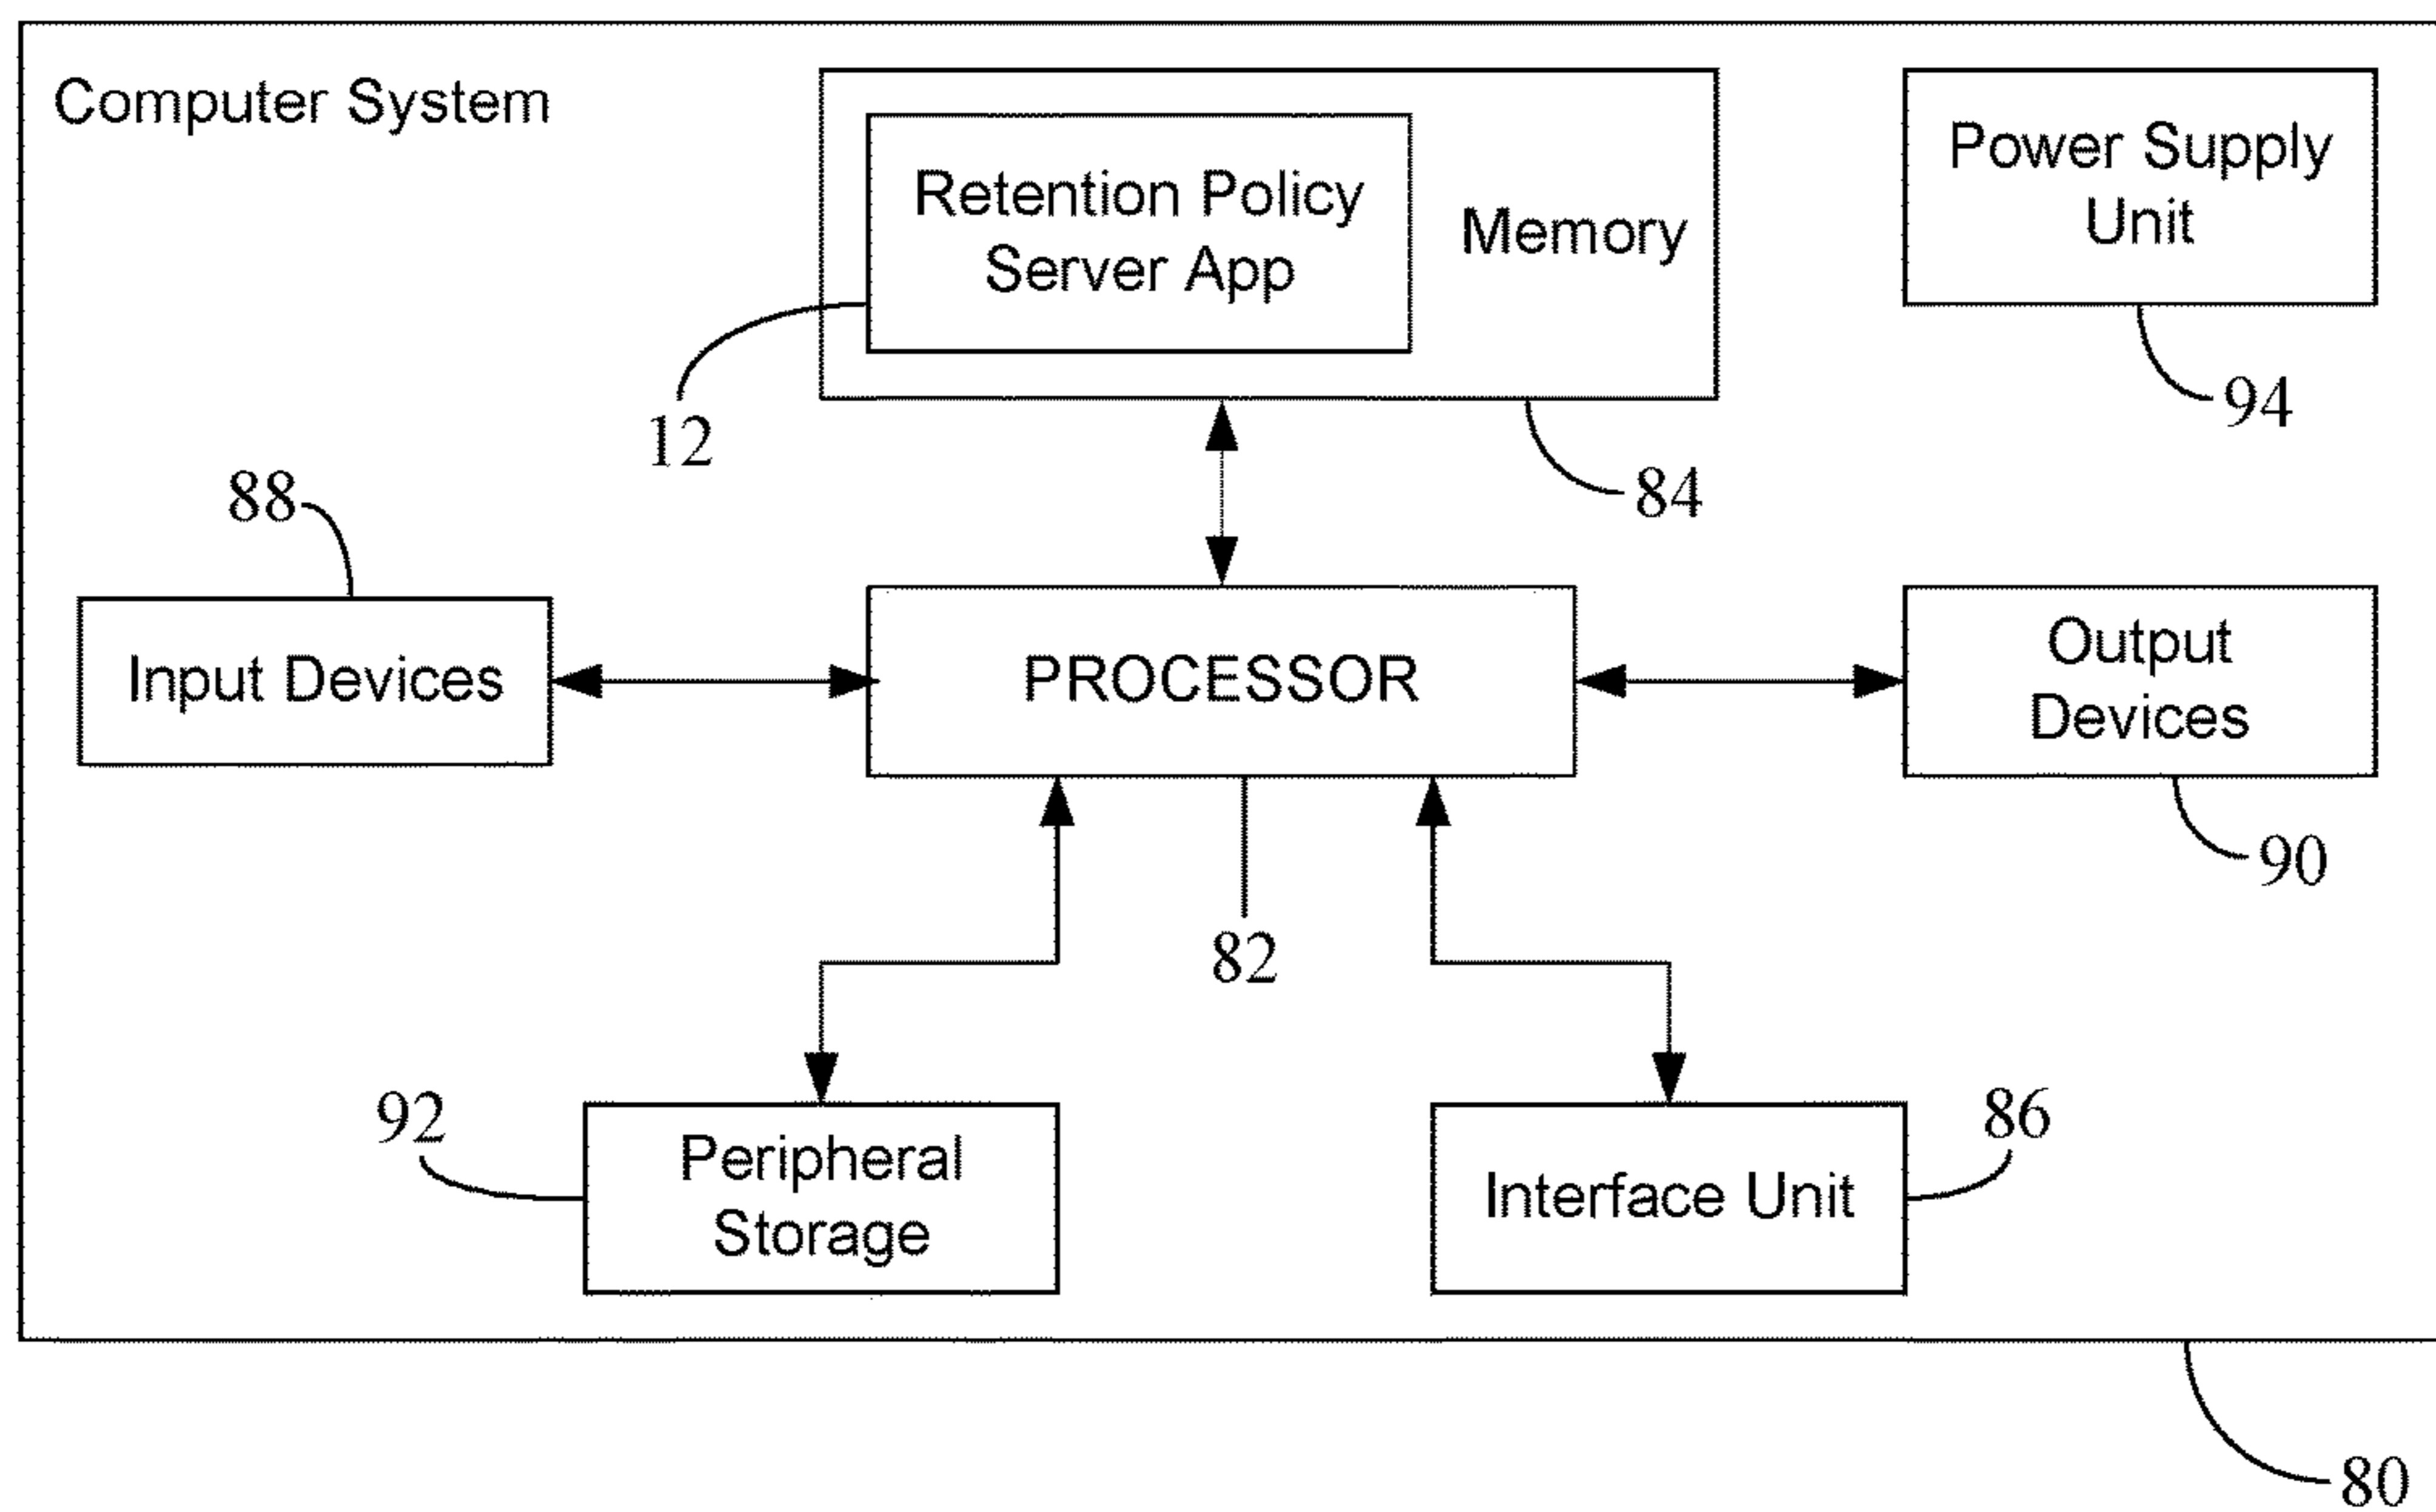 Computer System
Retention Policy
Server App
Memory
Power Supply
Unit
12
84
94
88
Input Devices
PROCESSOR
Output
Devices
90
82
92
Peripheral
Storage
Interface Unit
86
80